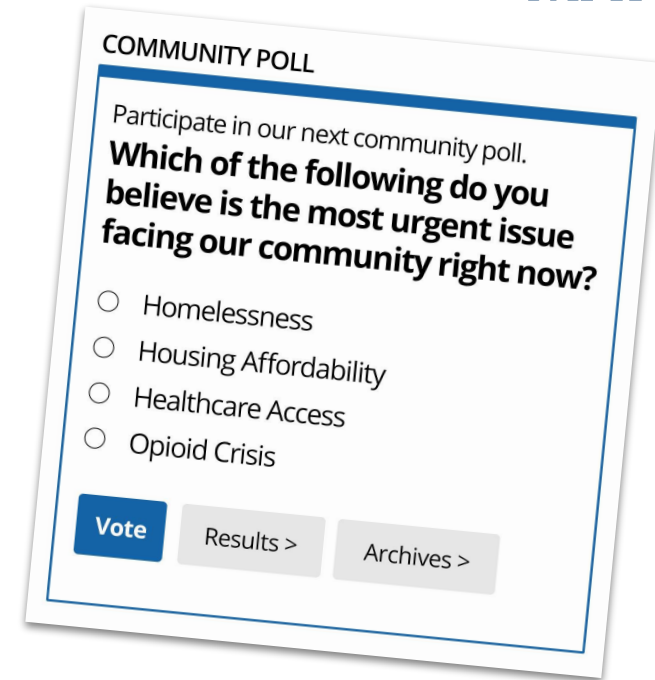 COMMUNITY POLL
Participate in our next community poll.
Which of the following do you
believe is the most urgent issue
facing our community right now?
Homelessness
Housing Affordability
Healthcare Access
Opioid Crisis
Vote
Results >
Archives >